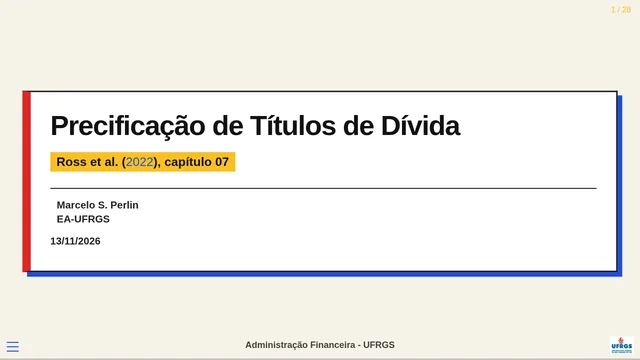 1 / 28
Precificação de Títulos de Dívida
Ross et al. (2022), capítulo 07
Marcelo S. Perlin
EA-UFRGS
13/11/2026
Administração Financeira - UFRGS
UFRGS